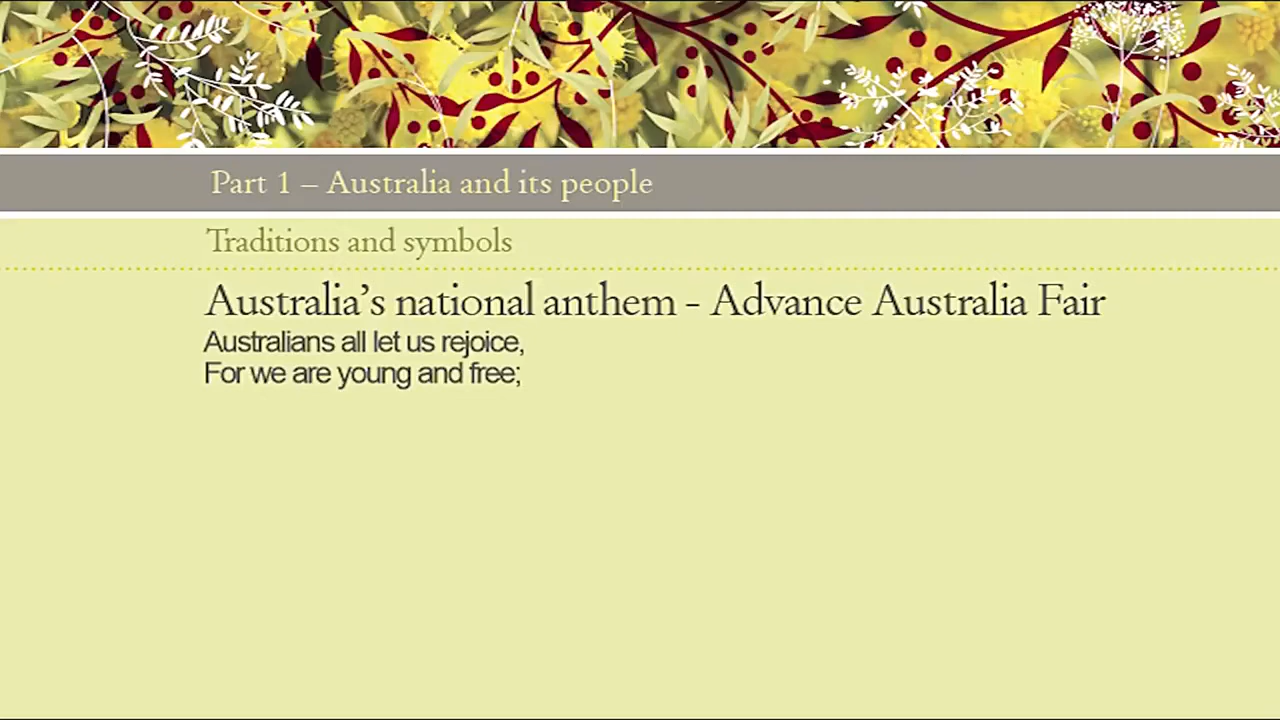 Part 1 – Australia and its people
Traditions and symbols
Australia’s national anthem - Advance Australia Fair
Australians all let us rejoice,
For we are young and free;